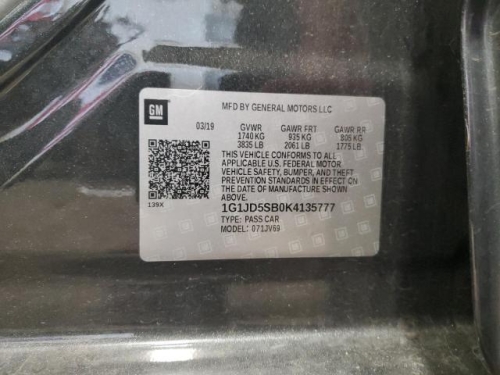 GM
MFD BY GENERAL MOTORS LLC
03/19 GVWR GAWR FRT GAWR RR
1740 KG 935 KG 805 KG
3835 LB 2061 LB 1775 LB
THIS VEHICLE CONFORMS TO ALL
APPLICABLE U.S. FEDERAL MOTOR
VEHICLE SAFETY, BUMPER, AND THEFT
PREVENTION STANDARDS IN EFFECT ON
THE DATE OF MANUFACTURE SHOWN
ABOVE.
139X
1G1JD5SB0K4135777
TYPE: PASS CAR
MODEL: 071JV69